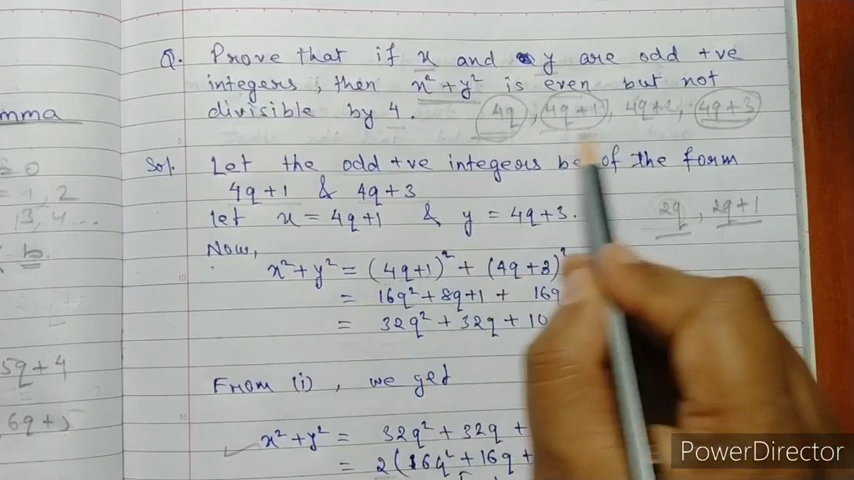 Q. Prove that if x and y are odd +ve
integers, then x² + y² is even but not
divisible by 4. 4q, 4q+1, 4q+2, 4q+3
Sol. Let the odd +ve integers be of the form
4q+1 & 4q+3
let x = 4q+1 & y = 4q+3.
2q, 2q+1
Now,
x² + y² = (4q+1)² + (4q+3)²
= 16q² + 8q+1 + 16q
= 32q² + 32q + 10
From (i), we get
x² + y² = 32q² + 32q +
= 2(16q² + 16q +
mma
= 1, 2
13, 4...
b.
5q+4
6q+5
PowerDirector